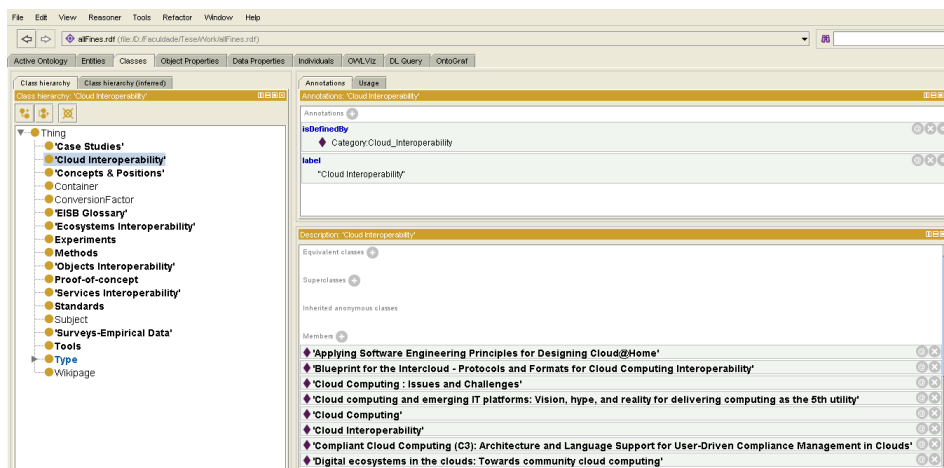 File Edit View Reasoner Tools Refactor Window Help
allFines.rdf (file:/D:/Faculdade/Tese/Work/allFines.rdf)
Active Ontology Entities Classes Object Properties Data Properties Individuals OWLViz DL Query OntoGraf
Class hierarchy Class hierarchy (inferred)
Class hierarchy: 'Cloud Interoperability'
Thing
'Case Studies'
'Cloud Interoperability'
'Concepts & Positions'
Container
ConversionFactor
'EISB Glossary'
'Ecosystems Interoperability'
Experiments
Methods
'Objects Interoperability'
Proof-of-concept
'Services Interoperability'
Standards
Subject
'Surveys-Empirical Data'
Tools
Type
Wikipage
Annotations Usage
Annotations: 'Cloud Interoperability'
Annotations
isDefinedBy
Category:Cloud_Interoperability
label
"Cloud Interoperability"
Description: 'Cloud Interoperability'
Equivalent classes
Superclasses
Inherited anonymous classes
Members
'Applying Software Engineering Principles for Designing Cloud@Home'
'Blueprint for the Intercloud - Protocols and Formats for Cloud Computing Interoperability'
'Cloud Computing : Issues and Challenges'
'Cloud computing and emerging IT platforms: Vision, hype, and reality for delivering computing as the 5th utility'
'Cloud Computing'
'Cloud Interoperability'
'Compliant Cloud Computing (C3): Architecture and Language Support for User-Driven Compliance Management in Clouds'
'Digital ecosystems in the clouds: Towards community cloud computing'